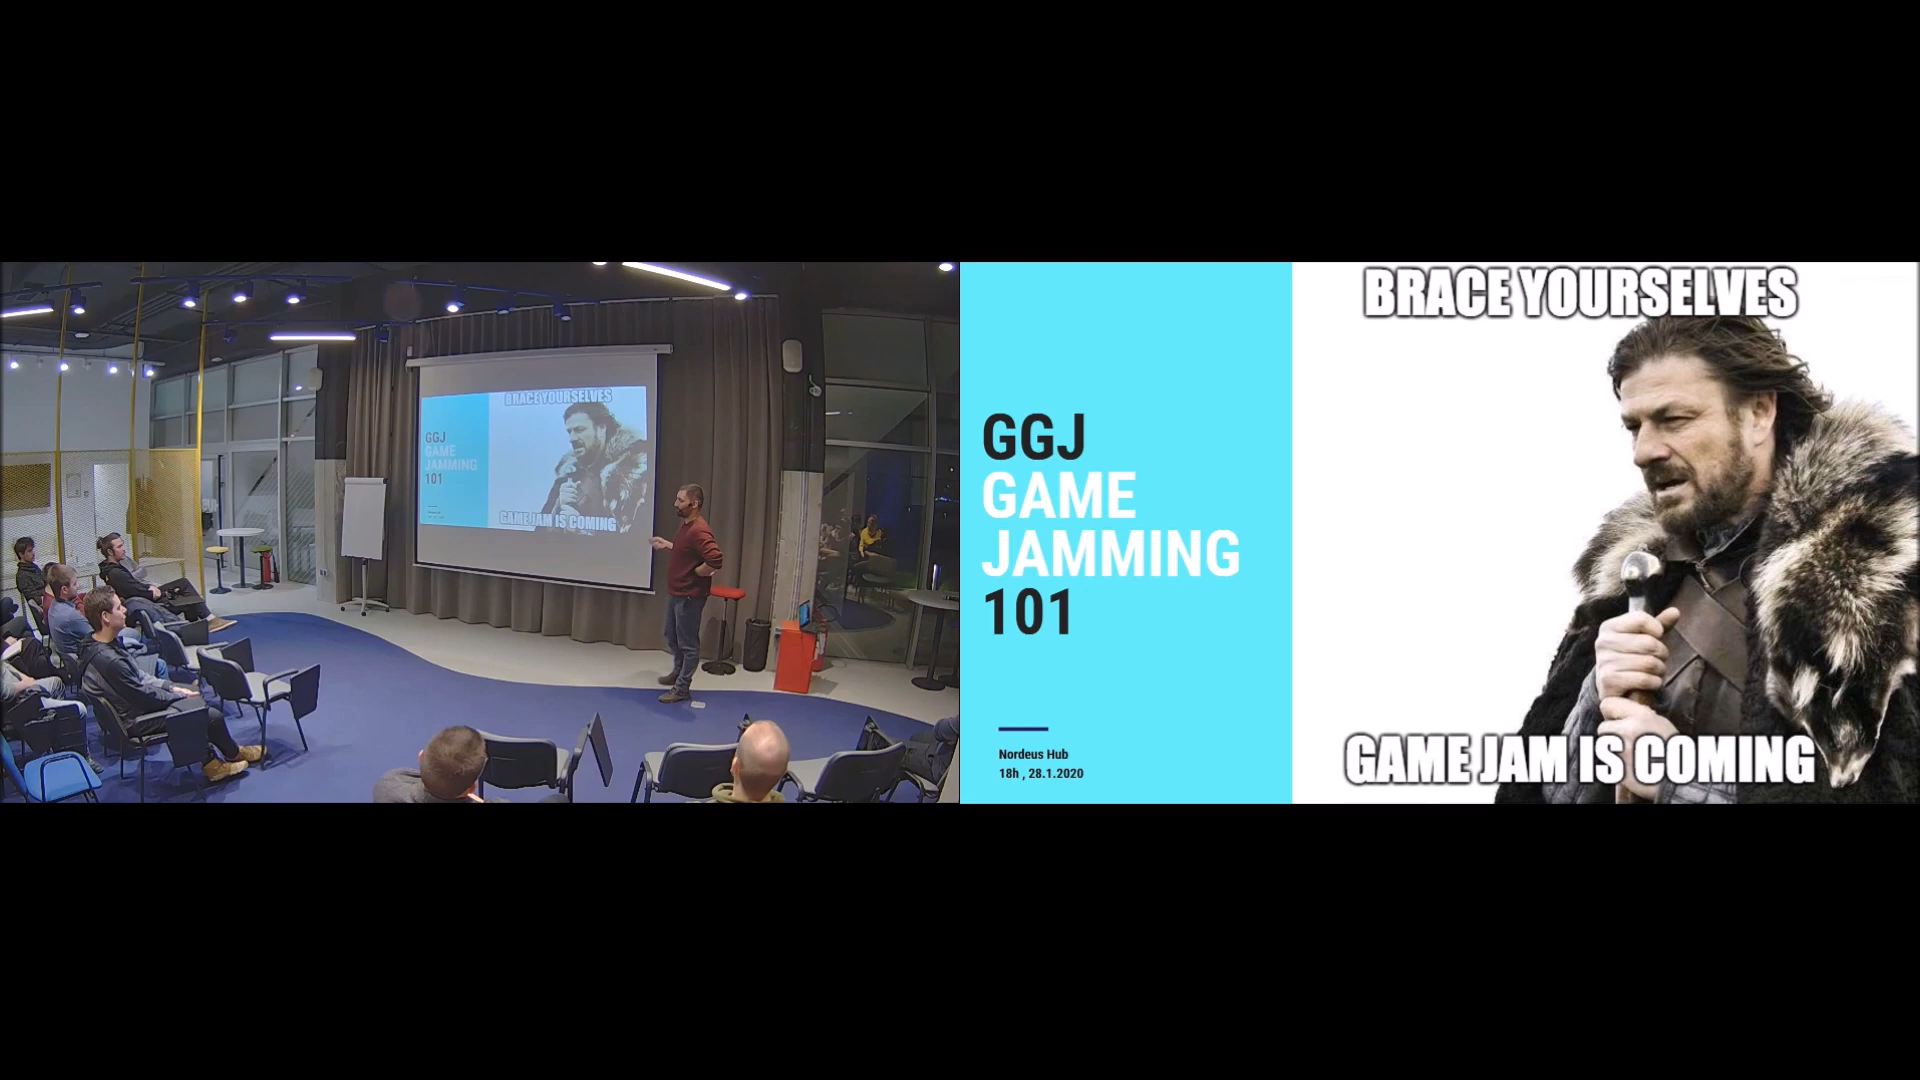 BRACE YOURSELVES
GGJ
GAME
JAMMING
101
GAME JAM IS COMING
BRACE YOURSELVES
GGJ
GAME
JAMMING
101
Nordeus Hub
18h , 28.1.2020
GAME JAM IS COMING